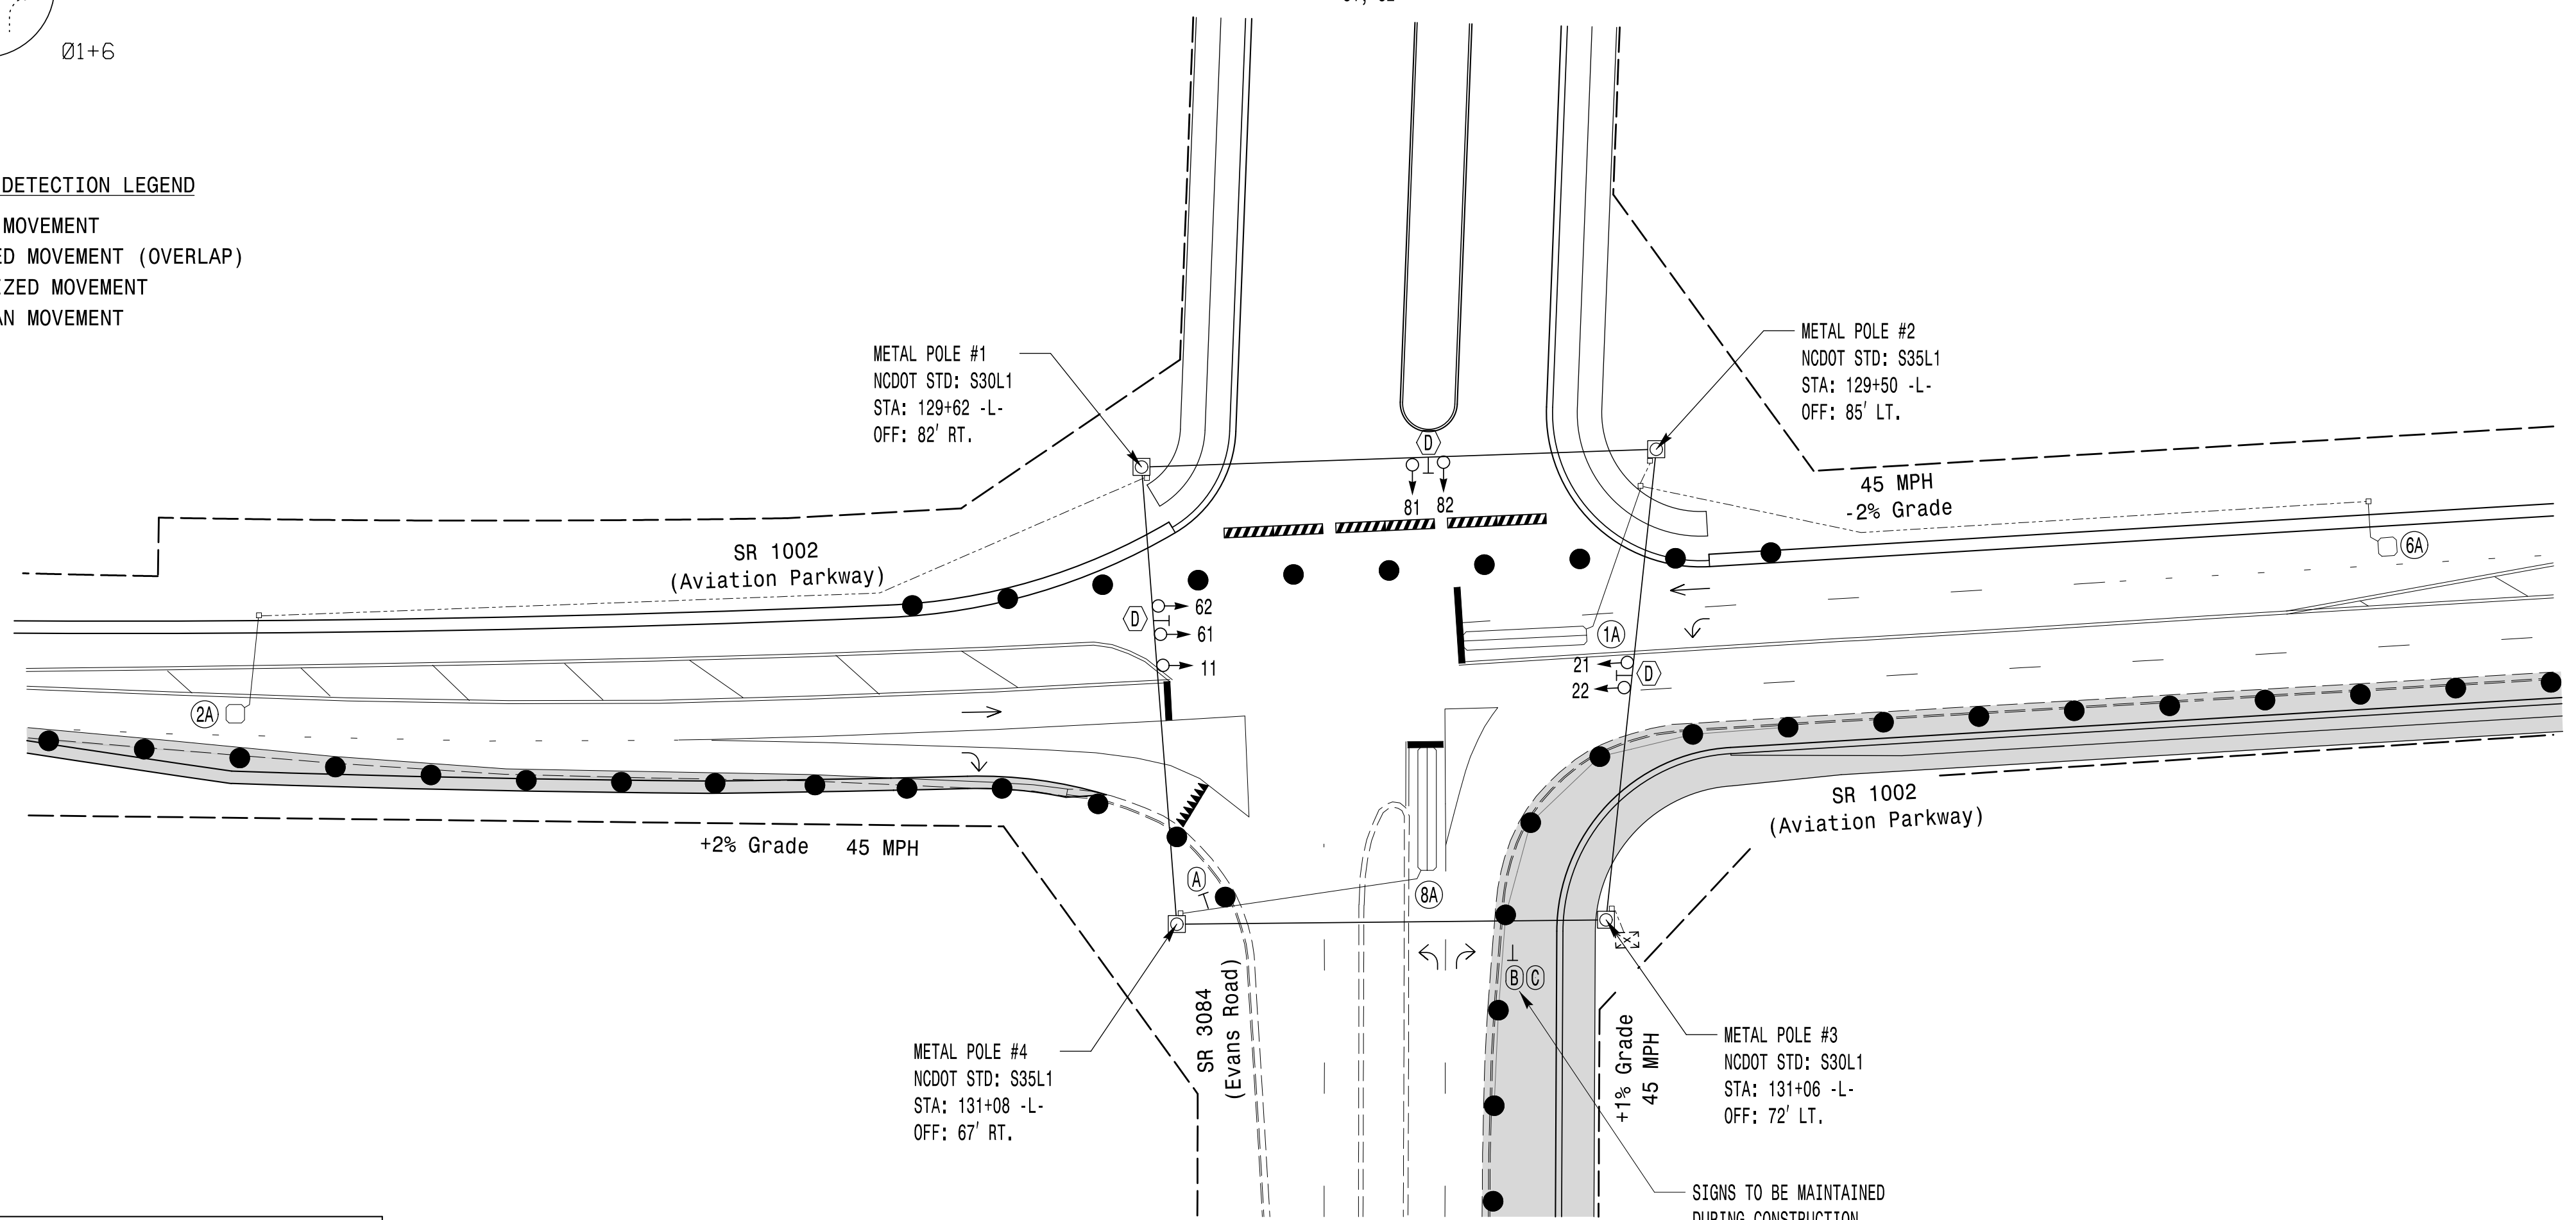 Ø1+6
DETECTION LEGEND
MOVEMENT
ED MOVEMENT (OVERLAP)
IZED MOVEMENT
AN MOVEMENT
METAL POLE #1
NCDOT STD: S30L1
STA: 129+62 -L-
OFF: 82' RT.
METAL POLE #2
NCDOT STD: S35L1
STA: 129+50 -L-
OFF: 85' LT.
D
81 82
45 MPH
-2% Grade
SR 1002
(Aviation Parkway)
6A
D
62
61
11
1A
21
22
D
2A
+2% Grade 45 MPH
SR 1002
(Aviation Parkway)
A
8A
B C
SR 3084
(Evans Road)
+1% Grade
45 MPH
METAL POLE #4
NCDOT STD: S35L1
STA: 131+08 -L-
OFF: 67' RT.
METAL POLE #3
NCDOT STD: S30L1
STA: 131+06 -L-
OFF: 72' LT.
SIGNS TO BE MAINTAINED
DURING CONSTRUCTION